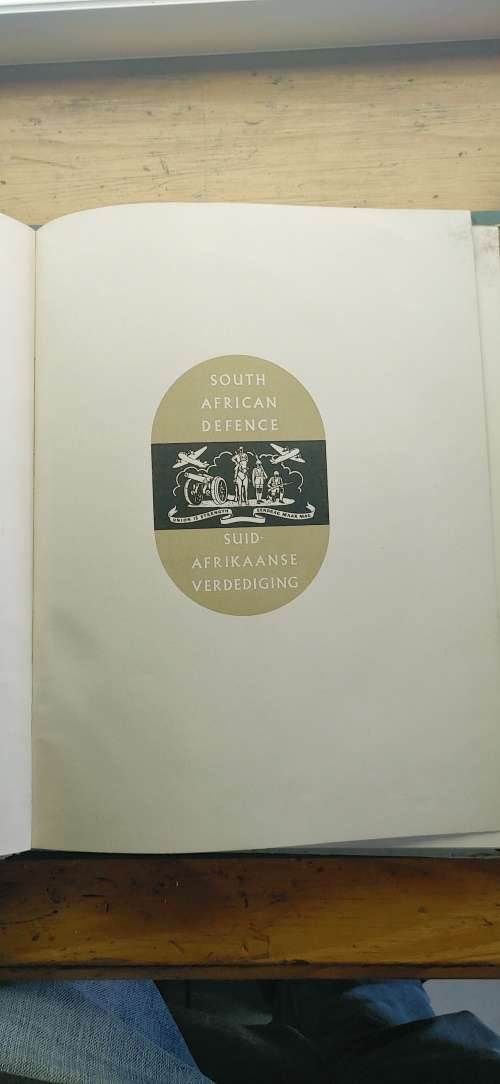 SOUTH
AFRICAN
DEFENCE
UNION IS STRENGTH EENDRAG MAAK MAG
SUID-
AFRIKAANSE
VERDEDIGING